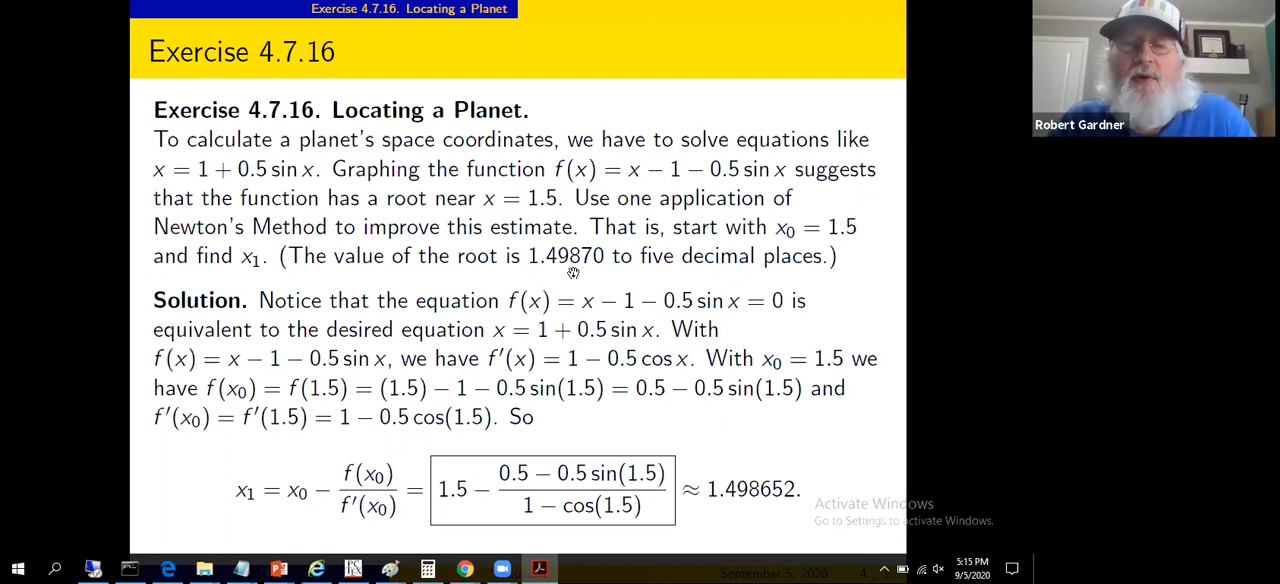 Exercise 4.7.16. Locating a Planet
Exercise 4.7.16
Exercise 4.7.16. Locating a Planet.
To calculate a planet's space coordinates, we have to solve equations like
x = 1 + 0.5 sin x. Graphing the function f(x) = x − 1 − 0.5 sin x suggests
that the function has a root near x = 1.5. Use one application of
Newton's Method to improve this estimate. That is, start with x₀ = 1.5
and find x₁. (The value of the root is 1.49870 to five decimal places.)
Solution. Notice that the equation f(x) = x − 1 − 0.5 sin x = 0 is
equivalent to the desired equation x = 1 + 0.5 sin x. With
f(x) = x − 1 − 0.5 sin x, we have f′(x) = 1 − 0.5 cos x. With x₀ = 1.5 we
have f(x₀) = f(1.5) = (1.5) − 1 − 0.5 sin(1.5) = 0.5 − 0.5 sin(1.5) and
f′(x₀) = f′(1.5) = 1 − 0.5 cos(1.5). So
x₁ = x₀ − f(x₀)/f′(x₀) = 1.5 − (0.5 − 0.5 sin(1.5))/(1 − cos(1.5)) ≈ 1.498652.
Robert Gardner
Activate Windows
Go to Settings to activate Windows.
September 5, 2020
5:15 PM
9/5/2020